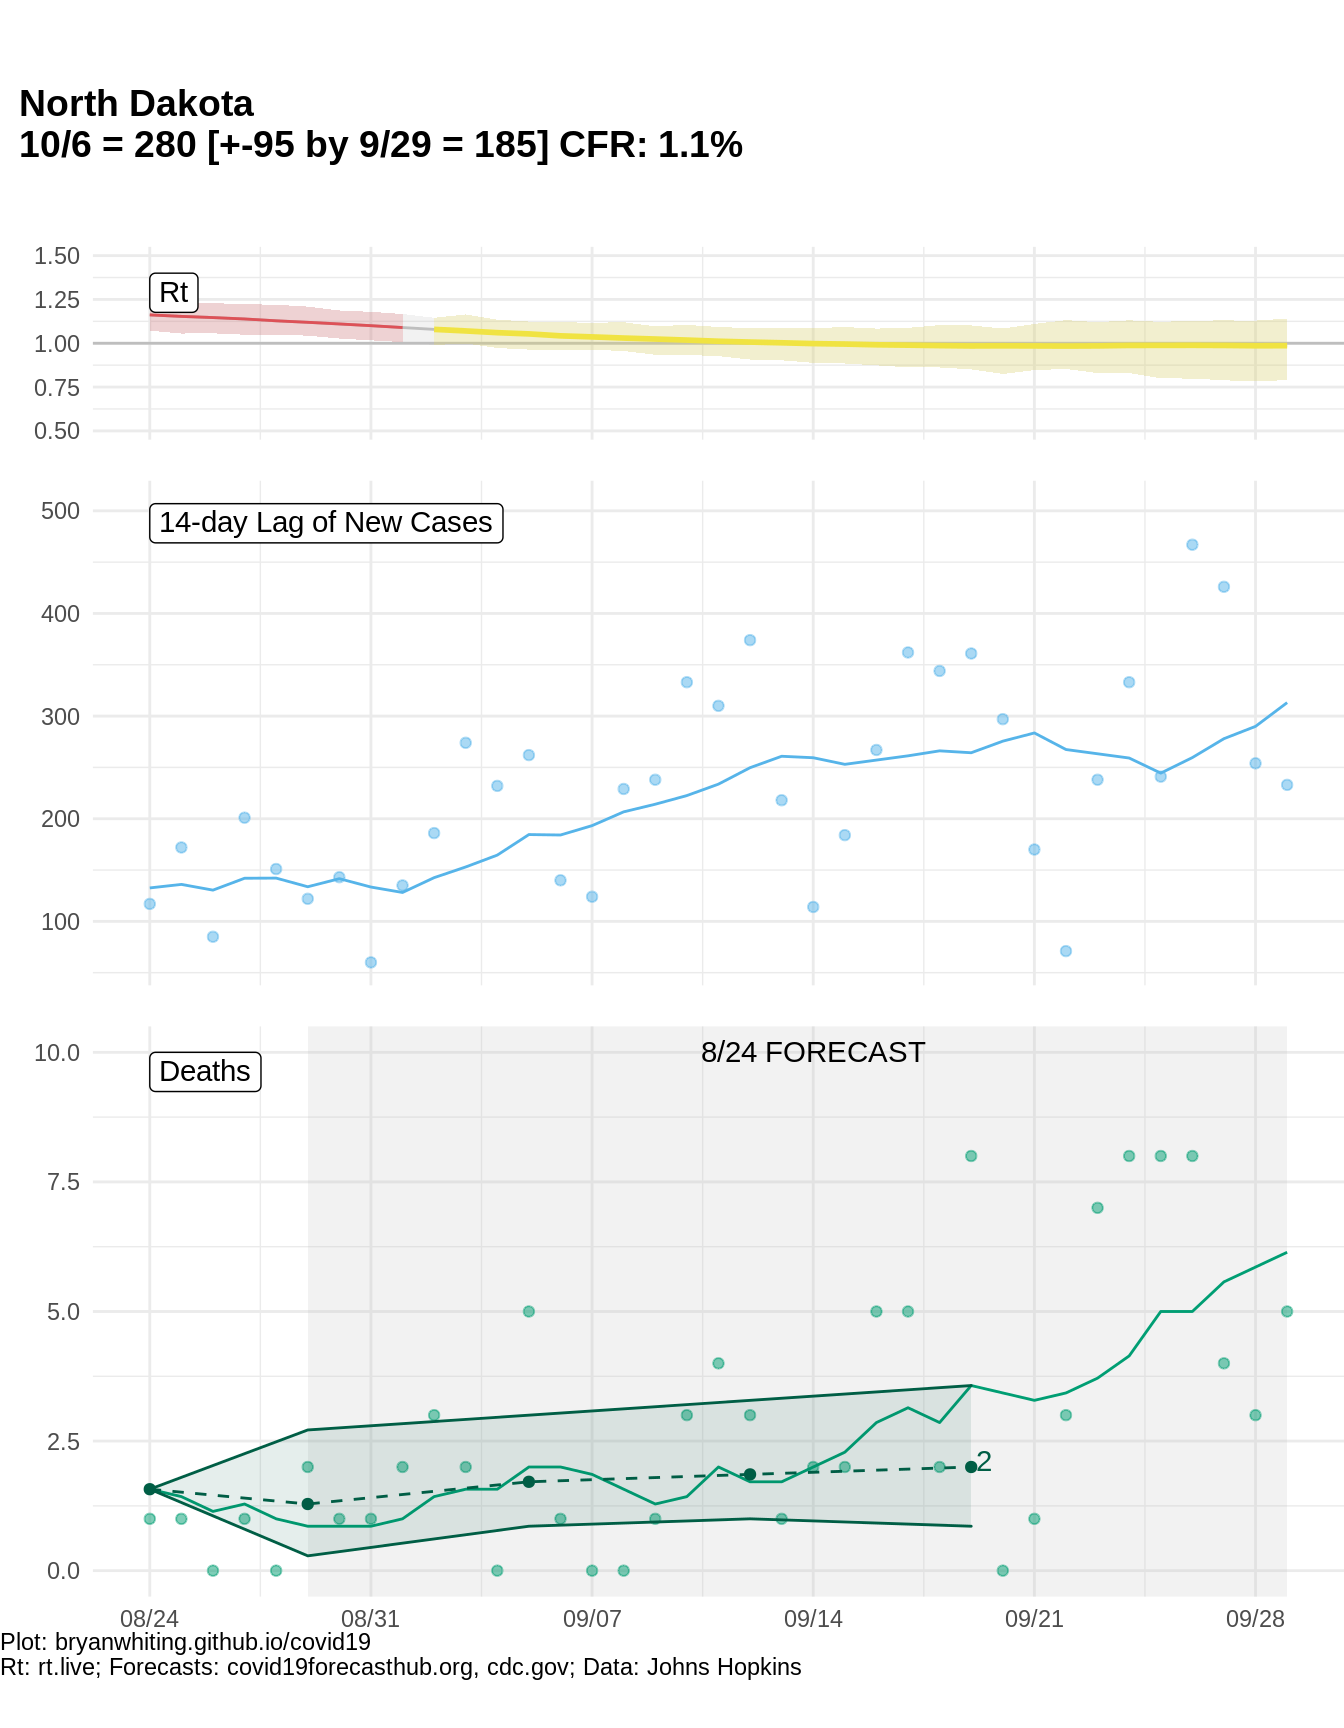 North Dakota
10/6 = 280 [+-95 by 9/29 = 185] CFR: 1.1%
1.50
Rt
1.25
1.00
0.75
0.50
500
14-day Lag of New Cases
400
300
200
100
8/24 FORECAST
10.0
Deaths
7.5
5.0
2.5
2
0.0
08/24 08/31 09/07 09/14 09/21 09/28
Plot: bryanwhiting.github.io/covid19
Rt: rt.live; Forecasts: covid19forecasthub.org, cdc.gov; Data: Johns Hopkins